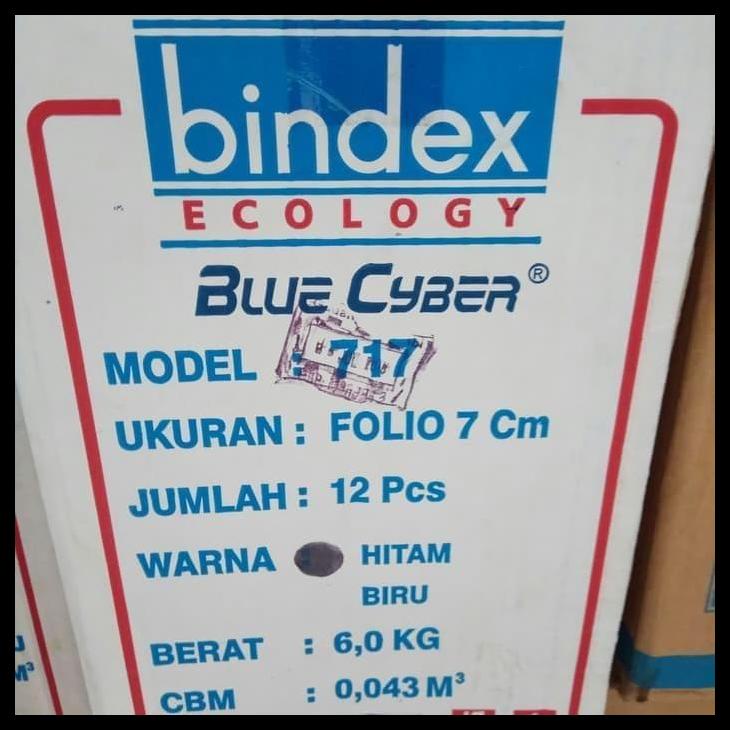 bindex
ECOLOGY
BLUE CYBER®
MODEL : 717
UKURAN : FOLIO 7 Cm
JUMLAH : 12 Pcs
WARNA HITAM
BIRU
BERAT : 6,0 KG
CBM : 0,043 M³
M³